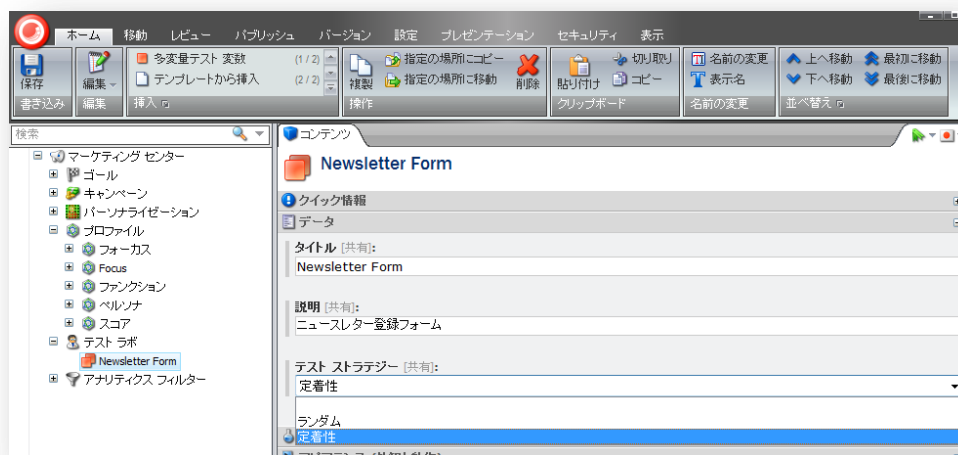 ホーム 移動 レビュー パブリッシュ バージョン 設定 プレゼンテーション セキュリティ 表示
保存 編集 多変量テスト 変数 (1 / 2) 複製 指定の場所にコピー 削除 貼り付け 切り取り 名前の変更 上へ移動 最初に移動
テンプレートから挿入 (2 / 2) 指定の場所に移動 コピー 表示名 下へ移動 最後に移動
書き込み 編集 挿入 操作 クリップボード 名前の変更 並べ替え
検索
マーケティング センター
ゴール
キャンペーン
パーソナライゼーション
プロファイル
フォーカス
Focus
ファンクション
ペルソナ
スコア
テスト ラボ
Newsletter Form
アナリティクス フィルター
コンテンツ
Newsletter Form
クイック情報
データ
タイトル [共有]:
Newsletter Form
説明 [共有]:
ニュースレター登録フォーム
テスト ストラテジー [共有]:
定着性
ランダム
定着性